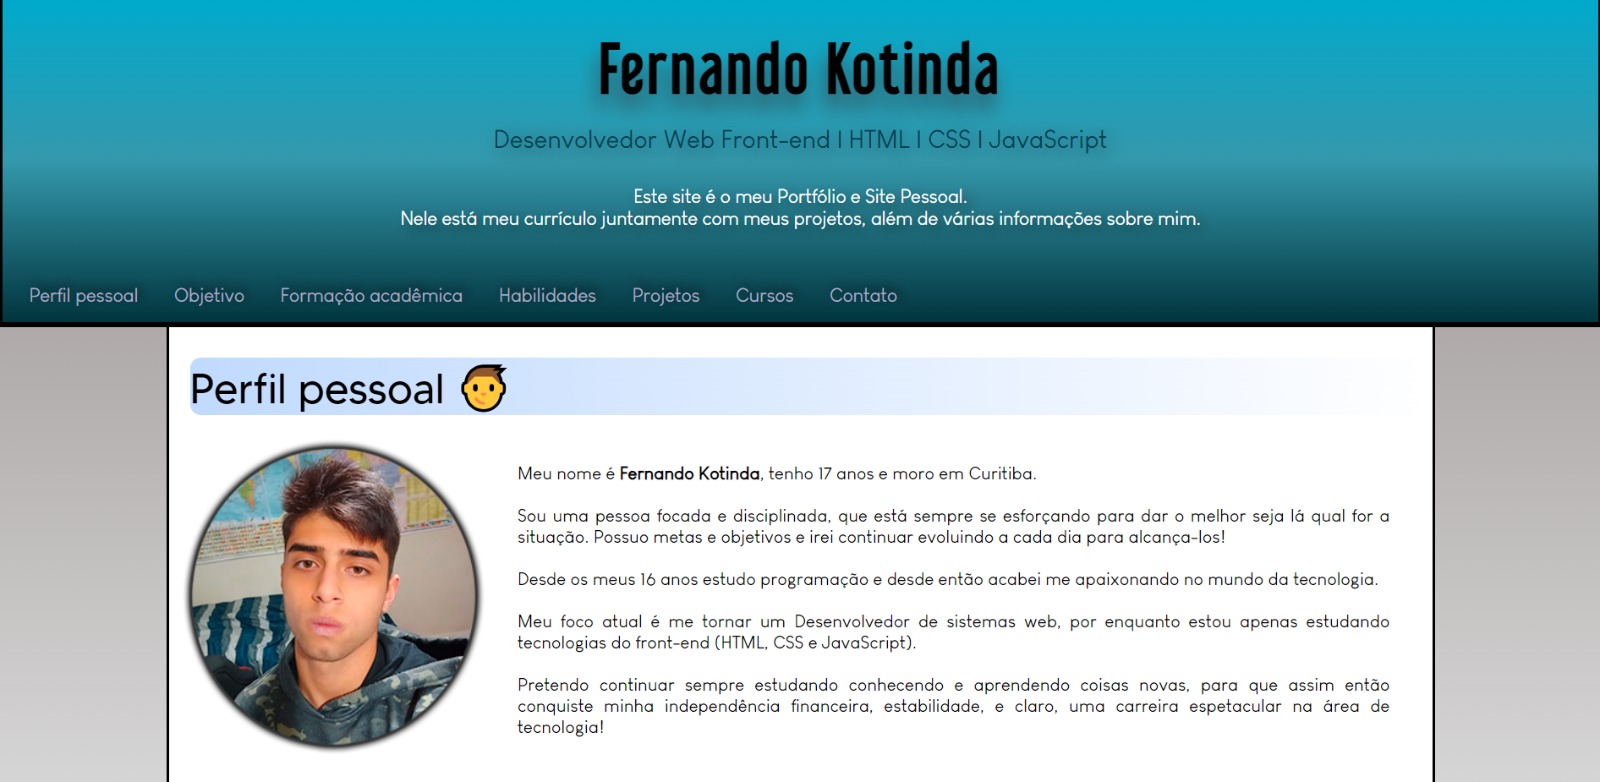 Fernando Kotinda
Desenvolvedor Web Front-end | HTML | CSS | JavaScript
Este site é o meu Portfólio e Site Pessoal.
Nele está meu currículo juntamente com meus projetos, além de várias informações sobre mim.
Perfil pessoal Objetivo Formação acadêmica Habilidades Projetos Cursos Contato
Perfil pessoal
Meu nome é Fernando Kotinda, tenho 17 anos e moro em Curitiba.
Sou uma pessoa focada e disciplinada, que está sempre se esforçando para dar o melhor seja lá qual for a
situação. Possuo metas e objetivos e irei continuar evoluindo a cada dia para alcança-los!
Desde os meus 16 anos estudo programação e desde então acabei me apaixonando no mundo da tecnologia.
Meu foco atual é me tornar um Desenvolvedor de sistemas web, por enquanto estou apenas estudando
tecnologias do front-end (HTML, CSS e JavaScript).
Pretendo continuar sempre estudando conhecendo e aprendendo coisas novas, para que assim então
conquiste minha independência financeira, estabilidade, e claro, uma carreira espetacular na área de
tecnologia!